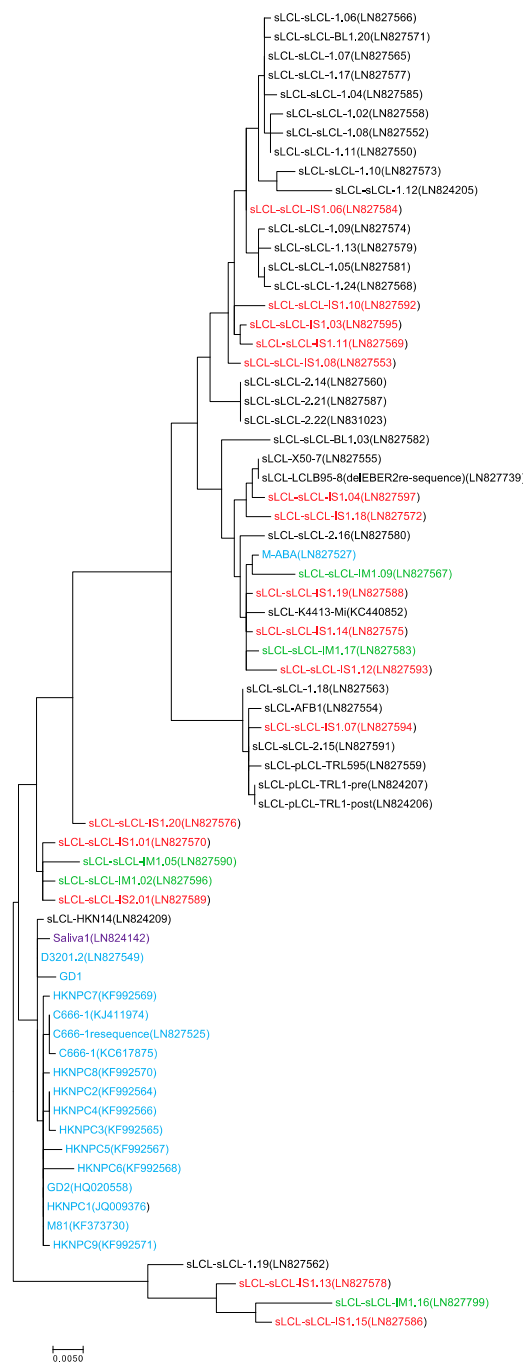 sLCL-sLCL-1.06(LN827566)
sLCL-sLCL-BL1.20(LN827571)
sLCL-sLCL-1.07(LN827565)
sLCL-sLCL-1.17(LN827577)
sLCL-sLCL-1.04(LN827585)
sLCL-sLCL-1.02(LN827558)
sLCL-sLCL-1.08(LN827552)
sLCL-sLCL-1.11(LN827550)
sLCL-sLCL-1.10(LN827573)
sLCL-sLCL-1.12(LN824205)
sLCL-sLCL-IS1.06(LN827584)
sLCL-sLCL-1.09(LN827574)
sLCL-sLCL-1.13(LN827579)
sLCL-sLCL-1.05(LN827581)
sLCL-sLCL-1.24(LN827568)
sLCL-sLCL-IS1.10(LN827592)
sLCL-sLCL-IS1.03(LN827595)
sLCL-sLCL-IS1.11(LN827569)
sLCL-sLCL-IS1.08(LN827553)
sLCL-sLCL-2.14(LN827560)
sLCL-sLCL-2.21(LN827587)
sLCL-sLCL-2.22(LN831023)
sLCL-sLCL-BL1.03(LN827582)
sLCL-X50-7(LN827555)
sLCL-LCLB95-8(delEBER2re-sequence)(LN827739)
sLCL-sLCL-IS1.04(LN827597)
sLCL-sLCL-IS1.18(LN827572)
sLCL-sLCL-2.16(LN827580)
M-ABA(LN827527)
sLCL-sLCL-IM1.09(LN827567)
sLCL-sLCL-IS1.19(LN827588)
sLCL-K4413-Mi(KC440852)
sLCL-sLCL-IS1.14(LN827575)
sLCL-sLCL-IM1.17(LN827583)
sLCL-sLCL-IS1.12(LN827593)
sLCL-sLCL-1.18(LN827563)
sLCL-AFB1(LN827554)
sLCL-sLCL-IS1.07(LN827594)
sLCL-sLCL-2.15(LN827591)
sLCL-pLCL-TRL595(LN827559)
sLCL-pLCL-TRL1-pre(LN824207)
sLCL-pLCL-TRL1-post(LN824206)
sLCL-sLCL-IS1.20(LN827576)
sLCL-sLCL-IS1.01(LN827570)
sLCL-sLCL-IM1.05(LN827590)
sLCL-sLCL-IM1.02(LN827596)
sLCL-sLCL-IS2.01(LN827589)
sLCL-HKN14(LN824209)
Saliva1(LN824142)
D3201.2(LN827549)
GD1
HKNPC7(KF992569)
C666-1(KJ411974)
C666-1resequence(LN827525)
C666-1(KC617875)
HKNPC8(KF992570)
HKNPC2(KF992564)
HKNPC4(KF992566)
HKNPC3(KF992565)
HKNPC5(KF992567)
HKNPC6(KF992568)
GD2(HQ020558)
HKNPC1(JQ009376)
M81(KF373730)
HKNPC9(KF992571)
sLCL-sLCL-1.19(LN827562)
sLCL-sLCL-IS1.13(LN827578)
sLCL-sLCL-IM1.16(LN827799)
sLCL-sLCL-IS1.15(LN827586)
0.0050